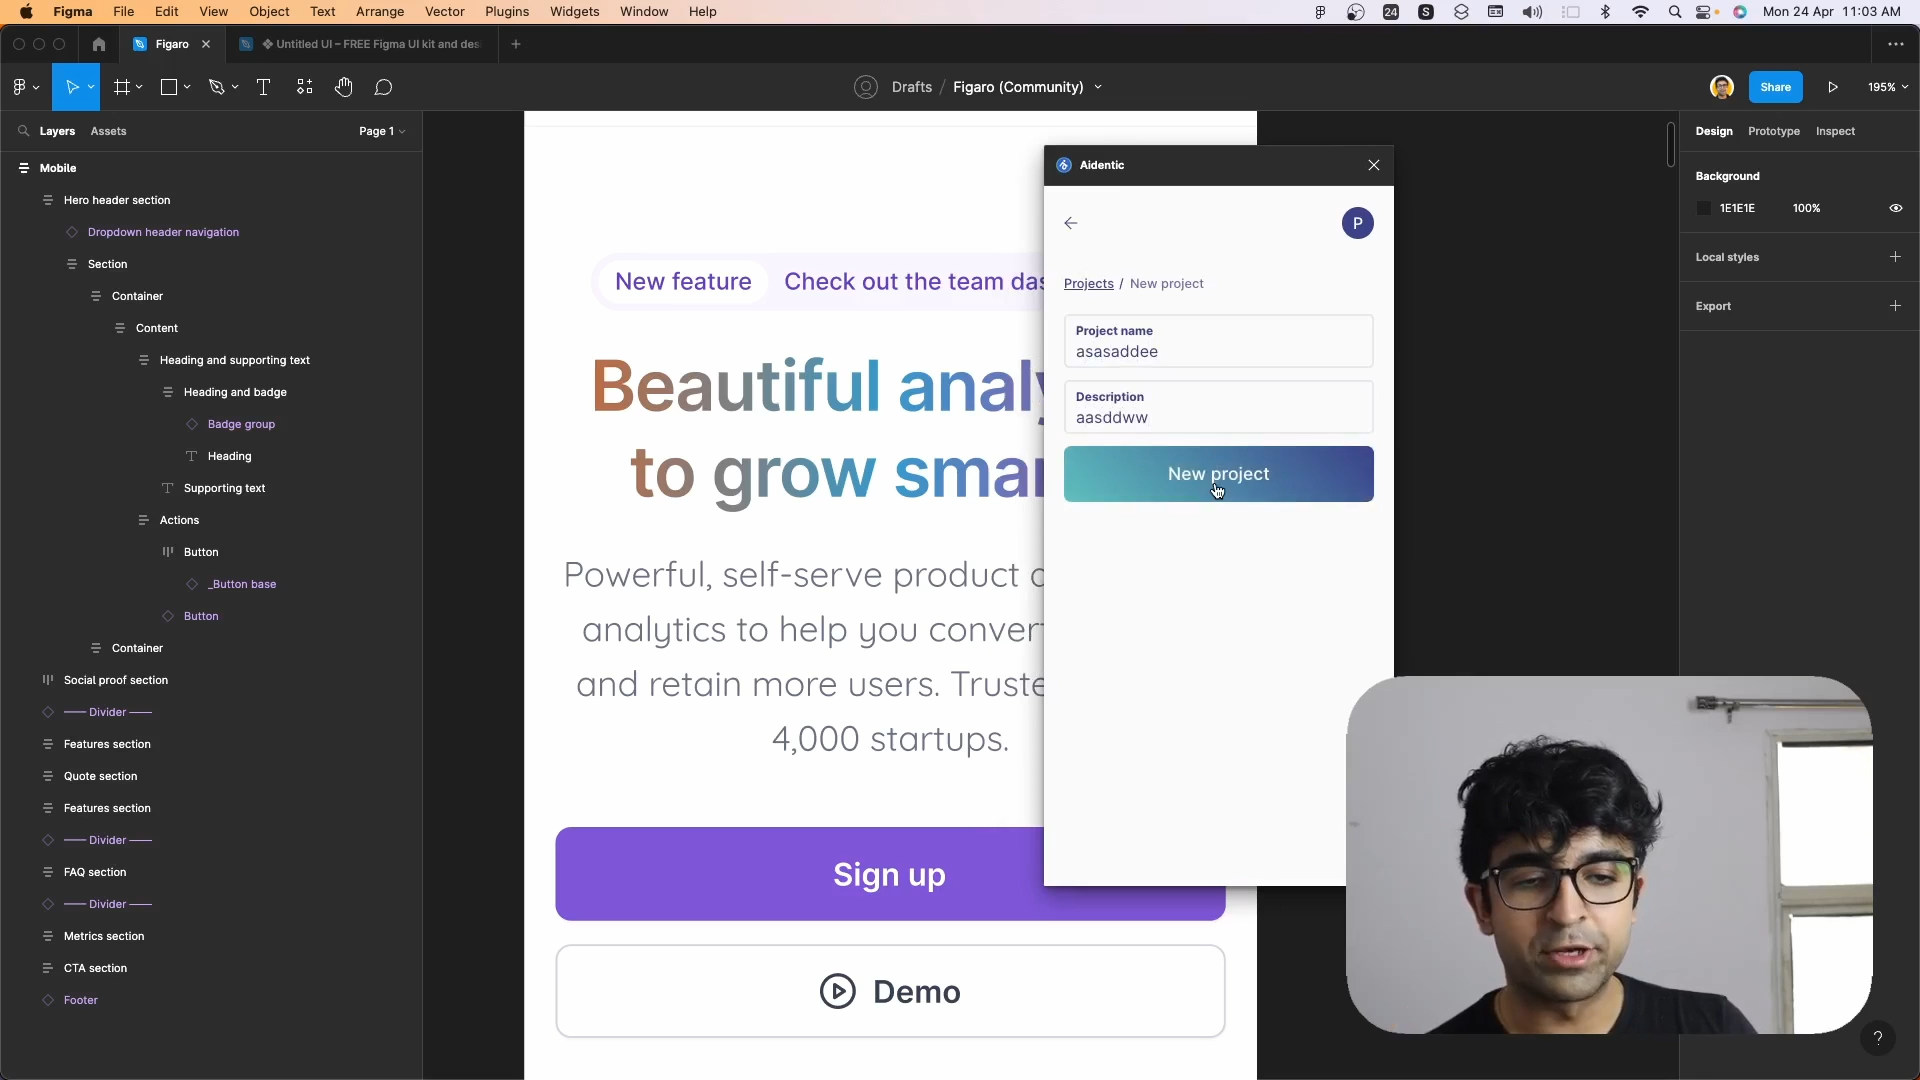 Figma File Edit View Object Text Arrange Vector Plugins Widgets Window Help 24 S Mon 24 Apr 11:03 AM
Figaro ❖ Untitled UI – FREE Figma UI kit and des
Drafts / Figaro (Community) Share 195%
Layers Assets Page 1
Mobile
Hero header section
Dropdown header navigation
Section
Container
Content
Heading and supporting text
Heading and badge
Badge group
Heading
Supporting text
Actions
Button
_Button base
Button
Container
Social proof section
Divider
Features section
Quote section
Features section
Divider
FAQ section
Divider
Metrics section
CTA section
Footer
New feature Check out the team das
Beautiful analy
to grow smar
Powerful, self-serve product
analytics to help you conver
and retain more users. Truste
4,000 startups.
Sign up
Demo
Aidentic
P
Projects / New project
Project name
asasaddee
Description
aasddww
New project
Design Prototype Inspect
Background
1E1E1E 100%
Local styles
Export
?